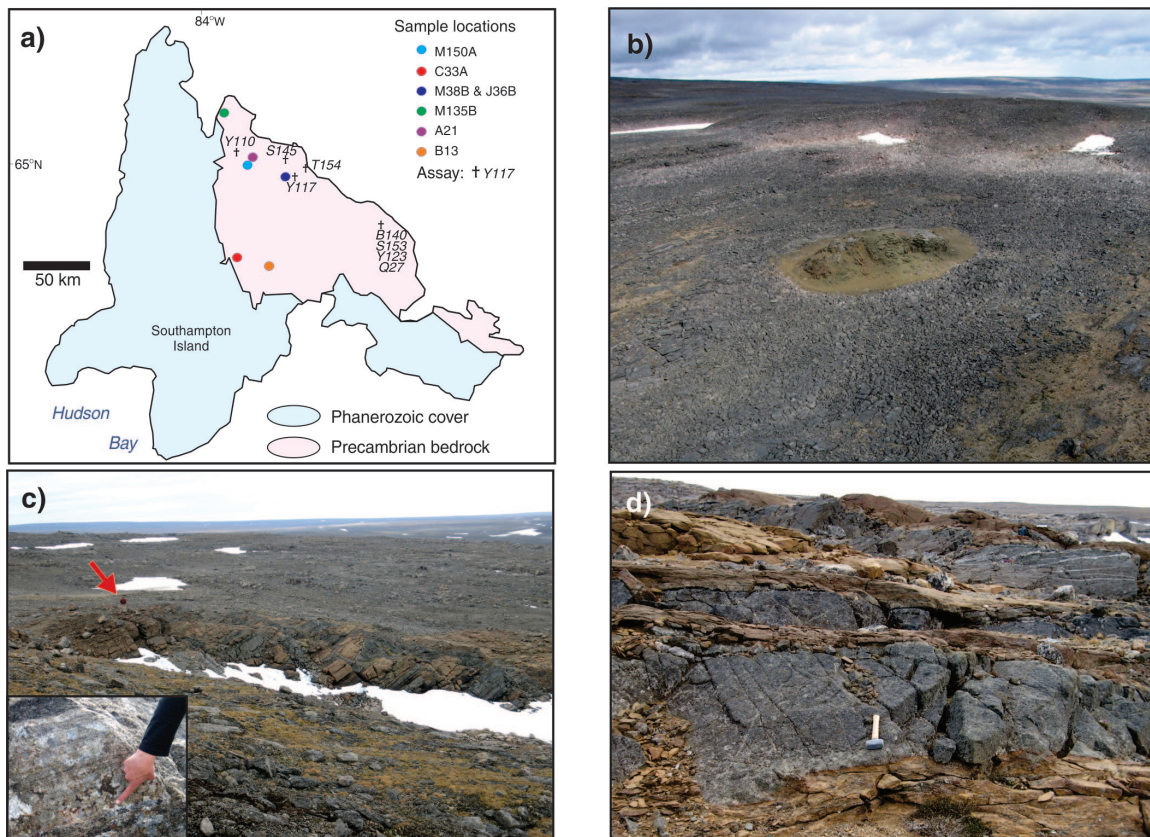 a)
84°W
Sample locations
M150A
C33A
M38B & J36B
M135B
A21
B13
Assay: † Y117
65°N
Y110
S145
P
T154
Y117
B140
S153
Y123
Q27
50 km
Southampton
Island
Hudson
Bay
Phanerozoic cover
Precambrian bedrock
b)
c)
d)